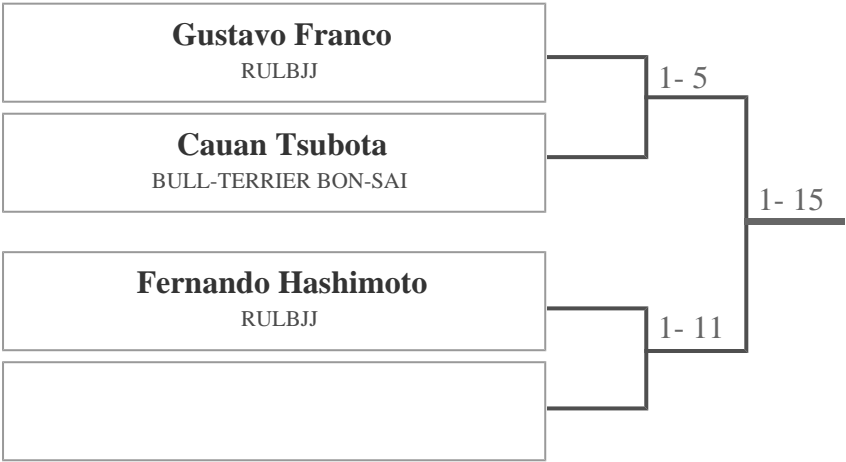 Gustavo Franco
RULBJJ
1- 5
Cauan Tsubota
BULL-TERRIER BON-SAI
1- 15
Fernando Hashimoto
RULBJJ
1- 11